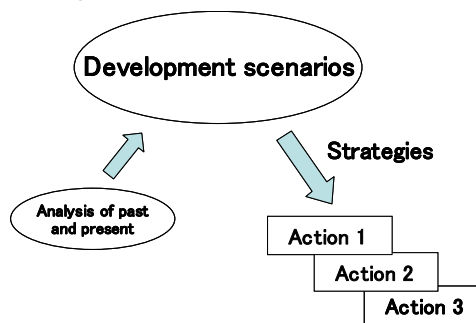 Development scenarios
Strategies
Analysis of past
and present
Action 1
Action 2
Action 3